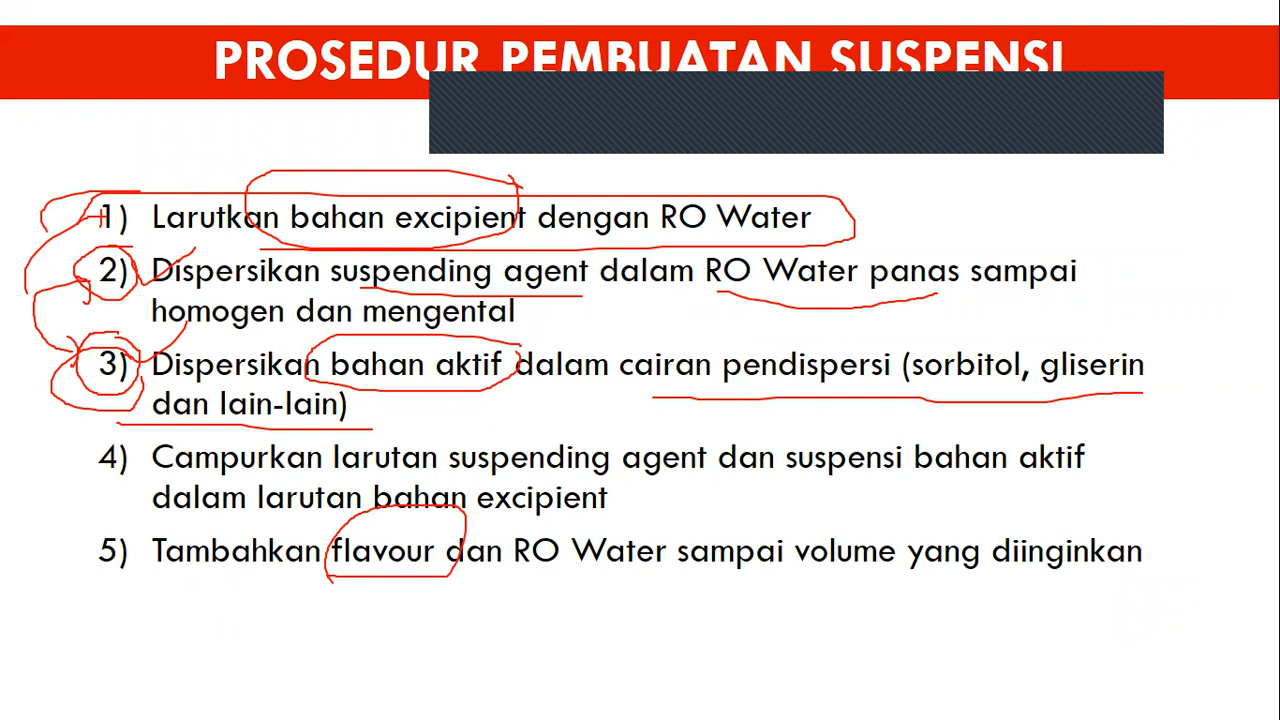 PROSEDUR PEMBUATAN SUSPENSI
1) Larutkan bahan excipient dengan RO Water
2) Dispersikan suspending agent dalam RO Water panas sampai
homogen dan mengental
3) Dispersikan bahan aktif dalam cairan pendispersi (sorbitol, gliserin
dan lain-lain)
4) Campurkan larutan suspending agent dan suspensi bahan aktif
dalam larutan bahan excipient
5) Tambahkan flavour dan RO Water sampai volume yang diinginkan